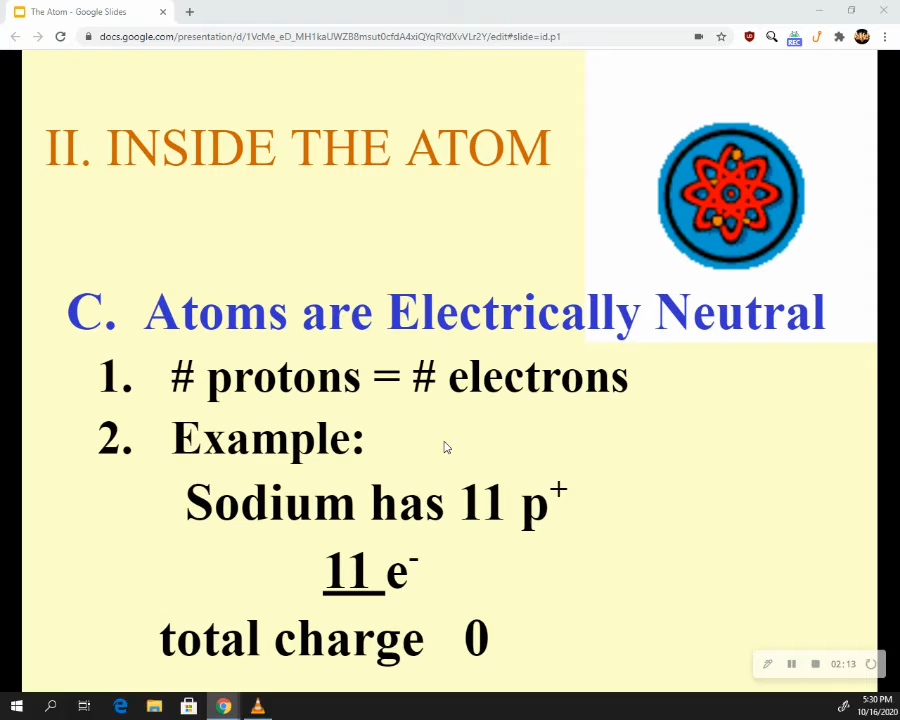 The Atom - Google Slides
docs.google.com/presentation/d/1VcMe_eD_MH1kaUWZB8msut0cfdA4xiQYqRYdXvVLr2Y/edit#slide=id.p1
REC
II. INSIDE THE ATOM
C. Atoms are Electrically Neutral
1. # protons = # electrons
2. Example:
Sodium has 11 p+
11 e-
total charge 0
02:13
5:30 PM
10/16/2020